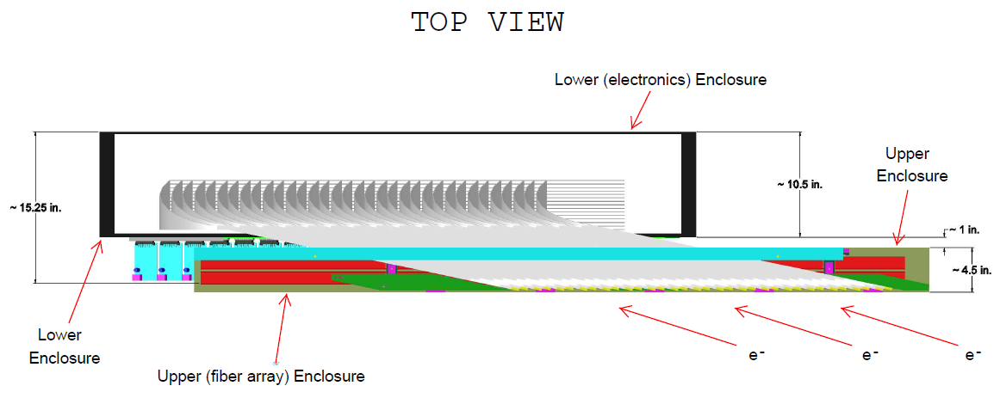 TOP VIEW
Lower (electronics) Enclosure
Upper
Enclosure
~ 10.5 in.
~ 15.25 in.
~ 1 in.
~ 4.5 in.
Lower
Enclosure
Upper (fiber array) Enclosure
e-
e-
e-